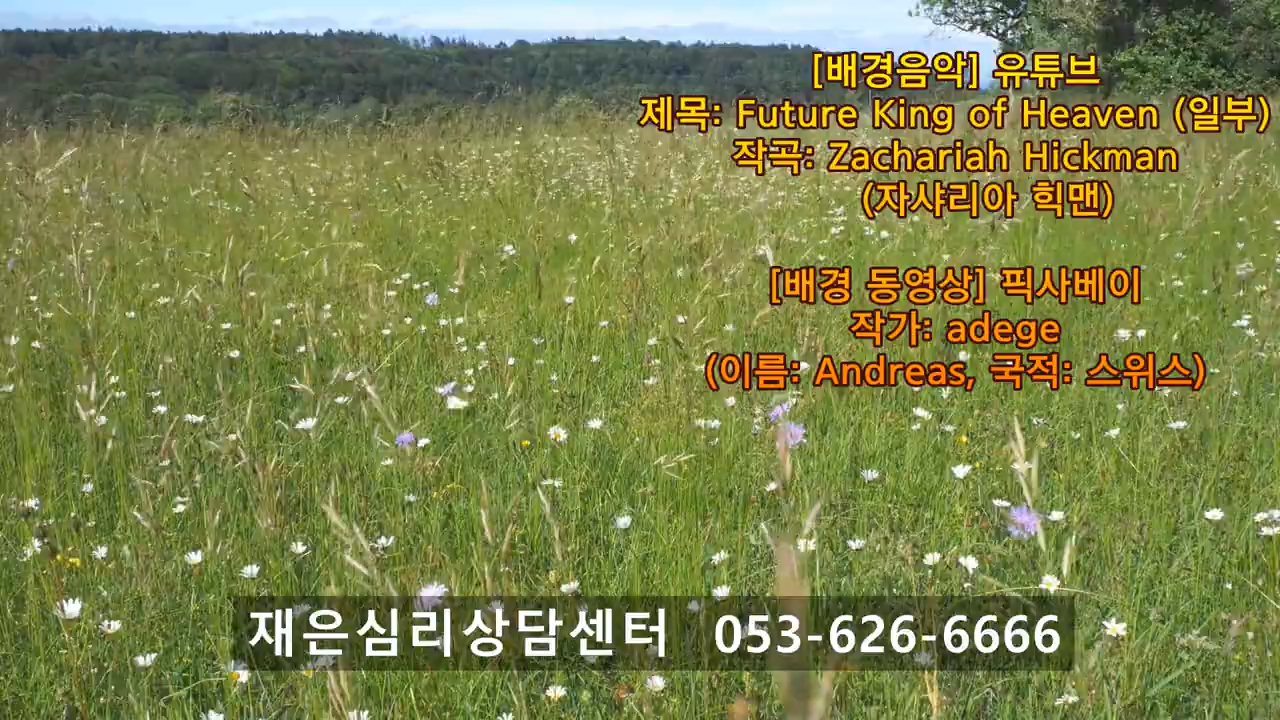 [배경음악] 유튜브
제목: Future King of Heaven (일부)
작곡: Zachariah Hickman
(자샤리아 힉맨)
[배경 동영상] 픽사베이
작가: adege
(이름: Andreas, 국적: 스위스)
재은심리상담센터 053-626-6666